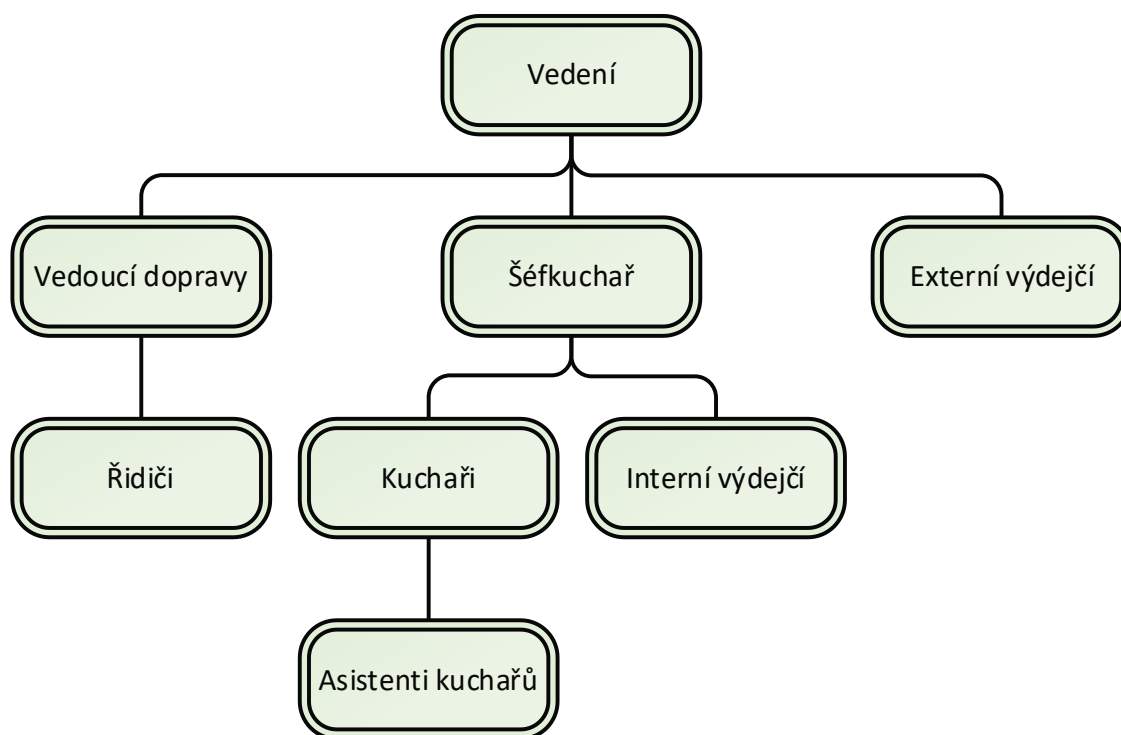 Vedení
Vedoucí dopravy
Šéfkuchař
Externí výdejčí
Řidiči
Kuchaři
Interní výdejčí
Asistenti kuchařů